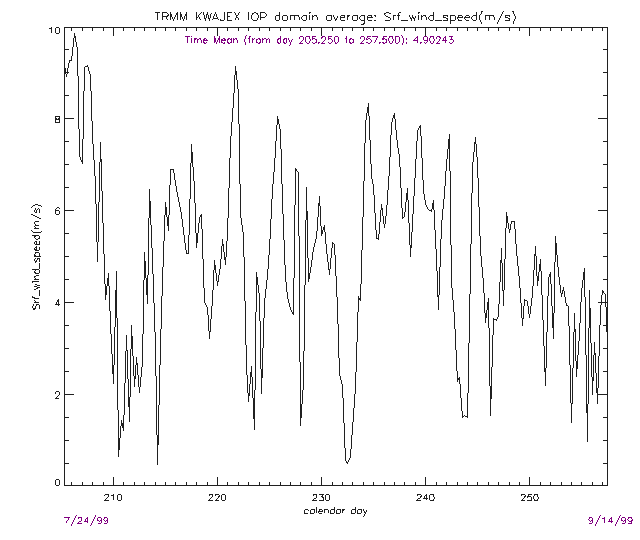 TRMM KWAJEX IOP domain average: Srf_wind_speed(m/s)
Time Mean (from day 205.250 to 257.500): 4.90243
10
8
6
4
2
0
Srf_wind_speed(m/s)
210 220 230 240 250
calendar day
7/24/99 9/14/99